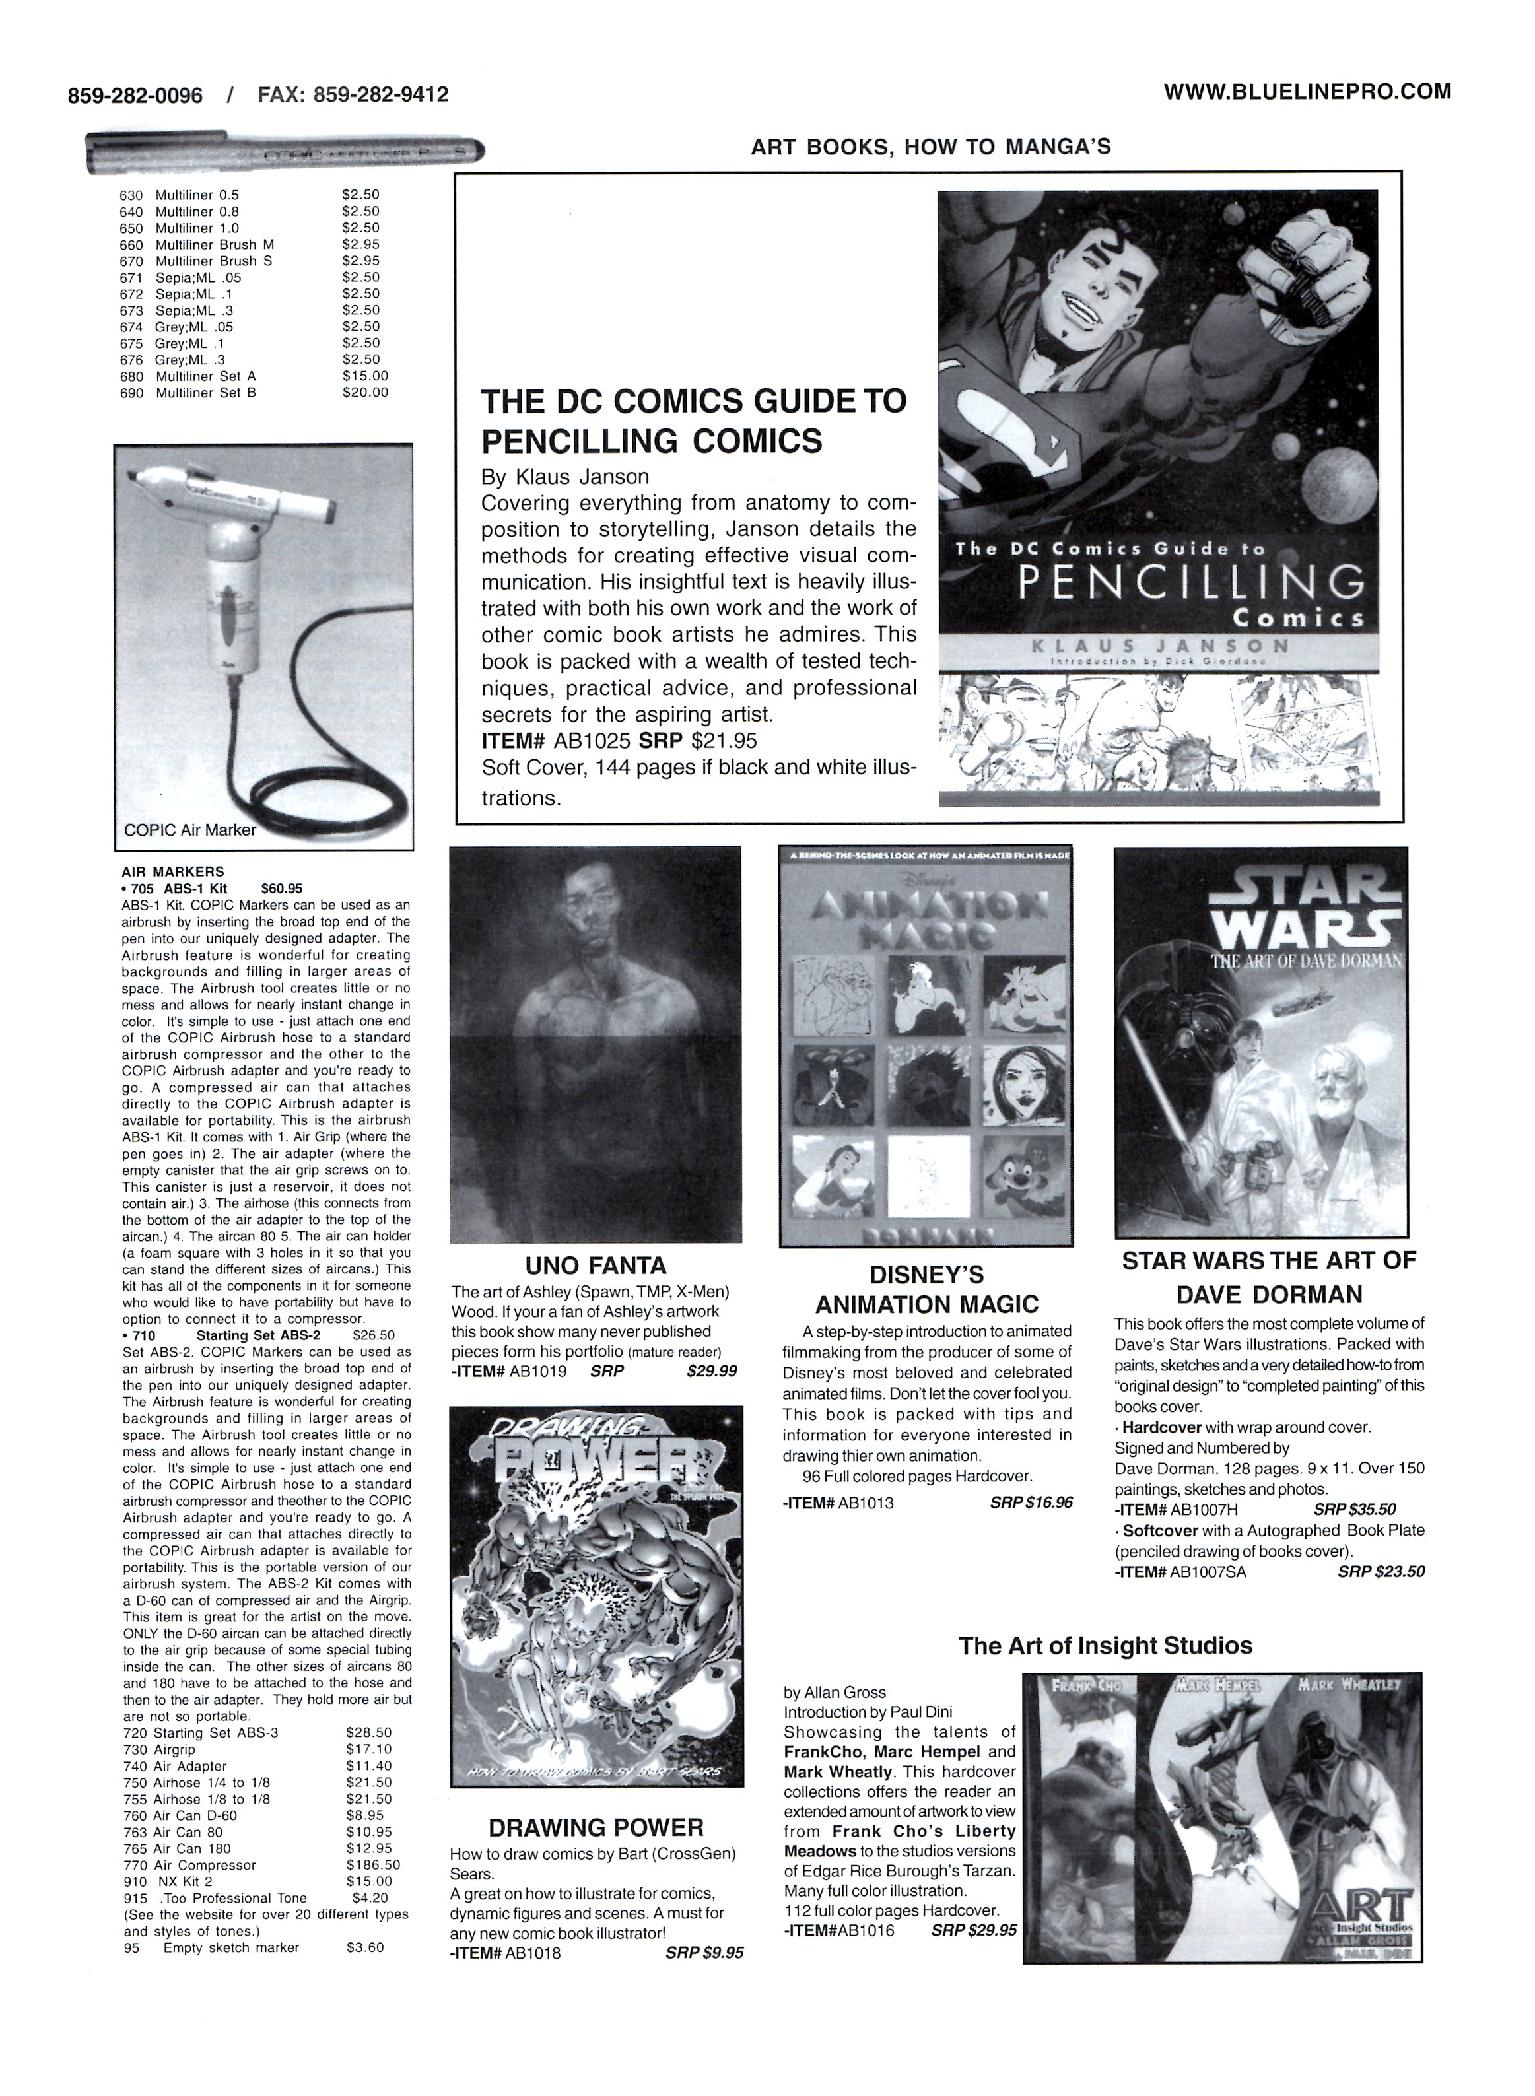 859-282-0096 / FAX: 859-282-9412
WWW.BLUELINEPRO.COM
ART BOOKS, HOW TO MANGA'S
630 Multiliner 0.5 $2.50
640 Multiliner 0.8 $2.50
650 Multiliner 1.0 $2.50
660 Multiliner Brush M $2.95
670 Multiliner Brush S $2.95
671 Sepia;ML .05 $2.50
672 Sepia;ML .1 $2.50
673 Sepia;ML .3 $2.50
674 Grey;ML .05 $2.50
675 Grey;ML .1 $2.50
676 Grey;ML .3 $2.50
680 Multiliner Set A $15.00
690 Multiliner Set B $20.00
COPIC Air Marker
AIR MARKERS
• 705 ABS-1 Kit $60.95
ABS-1 Kit. COPIC Markers can be used as an
airbrush by inserting the broad top end of the
pen into our uniquely designed adapter. The
Airbrush feature is wonderful for creating
backgrounds and filling in larger areas of
space. The Airbrush tool creates little or no
mess and allows for nearly instant change in
color. It's simple to use - just attach one end
of the COPIC Airbrush hose to a standard
airbrush compressor and the other to the
COPIC Airbrush adapter and you're ready to
go. A compressed air can that attaches
directly to the COPIC Airbrush adapter is
available for portability. This is the airbrush
ABS-1 Kit. It comes with 1. Air Grip (where the
pen goes in) 2. The air adapter (where the
empty canister that the air grip screws on to.
This canister is just a reservoir, it does not
contain air.) 3. The airhose (this connects from
the bottom of the air adapter to the top of the
aircan.) 4. The aircan 80 5. The air can holder
(a foam square with 3 holes in it so that you
can stand the different sizes of aircans.) This
kit has all of the components in it for someone
who would like to have portability but have to
option to connect it to a compressor.
• 710 Starting Set ABS-2 $26.50
Set ABS-2. COPIC Markers can be used as
an airbrush by inserting the broad top end of
the pen into our uniquely designed adapter.
The Airbrush feature is wonderful for creating
backgrounds and filling in larger areas of
space. The Airbrush tool creates little or no
mess and allows for nearly instant change in
color. It's simple to use - just attach one end
of the COPIC Airbrush hose to a standard
airbrush compressor and theother to the COPIC
Airbrush adapter and you're ready to go. A
compressed air can that attaches directly to
the COPIC Airbrush adapter is available for
portability. This is the portable version of our
airbrush system. The ABS-2 Kit comes with
a D-60 can of compressed air and the Airgrip.
This item is great for the artist on the move.
ONLY the D-60 aircan can be attached directly
to the air grip because of some special tubing
inside the can. The other sizes of aircans 80
and 180 have to be attached to the hose and
then to the air adapter. They hold more air but
are not so portable.
720 Starting Set ABS-3 $28.50
730 Airgrip $17.10
740 Air Adapter $11.40
750 Airhose 1/4 to 1/8 $21.50
755 Airhose 1/8 to 1/8 $21.50
760 Air Can D-60 $8.95
763 Air Can 80 $10.95
765 Air Can 180 $12.95
770 Air Compressor $186.50
910 NX Kit 2 $15.00
915 .Too Professional Tone $4.20
(See the website for over 20 different types
and styles of tones.)
95 Empty sketch marker $3.60
THE DC COMICS GUIDE TO
PENCILLING COMICS
By Klaus Janson
Covering everything from anatomy to com-
position to storytelling, Janson details the
methods for creating effective visual com-
munication. His insightful text is heavily illus-
trated with both his own work and the work of
other comic book artists he admires. This
book is packed with a wealth of tested tech-
niques, practical advice, and professional
secrets for the aspiring artist.
ITEM# AB1025 SRP $21.95
Soft Cover, 144 pages if black and white illus-
trations.
The DC Comics Guide to
PENCILLING
Comics
KLAUS JANSON
Introduction by Dick Giordano
UNO FANTA
The art of Ashley (Spawn, TMP, X-Men)
Wood. If your a fan of Ashley's artwork
this book show many never published
pieces form his portfolio (mature reader)
-ITEM# AB1019 SRP $29.99
DRAWING
POWER
HOW TO DRAW COMICS BY BART SEARS
DRAWING POWER
How to draw comics by Bart (CrossGen)
Sears.
A great on how to illustrate for comics,
dynamic figures and scenes. A must for
any new comic book illustrator!
-ITEM# AB1018 SRP $9.95
A BEHIND-THE-SCENES LOOK AT HOW AN ANIMATED FILM IS MADE
Disney's
ANIMATION
MAGIC
DISNEY'S
ANIMATION MAGIC
A step-by-step introduction to animated
filmmaking from the producer of some of
Disney's most beloved and celebrated
animated films. Don't let the cover fool you.
This book is packed with tips and
information for everyone interested in
drawing thier own animation.
96 Full colored pages Hardcover.
-ITEM# AB1013 SRP $16.96
STAR
WARS
THE ART OF DAVE DORMAN
STAR WARS THE ART OF
DAVE DORMAN
This book offers the most complete volume of
Dave's Star Wars illustrations. Packed with
paints, sketches and a very detailed how-to from
"original design" to "completed painting" of this
books cover.
· Hardcover with wrap around cover.
Signed and Numbered by
Dave Dorman. 128 pages. 9 x 11. Over 150
paintings, sketches and photos.
-ITEM# AB1007H SRP $35.50
· Softcover with a Autographed Book Plate
(penciled drawing of books cover).
-ITEM# AB1007SA SRP $23.50
The Art of Insight Studios
by Allan Gross
Introduction by Paul Dini
Showcasing the talents of
FrankCho, Marc Hempel and
Mark Wheatly. This hardcover
collections offers the reader an
extended amount of artwork to view
from Frank Cho's Liberty
Meadows to the studios versions
of Edgar Rice Burough's Tarzan.
Many full color illustration.
112 full color pages Hardcover.
-ITEM#AB1016 SRP $29.95
FRANK CHO MARC HEMPEL MARK WHEATLEY
ART
Insight Studios
ALLAN GROSS